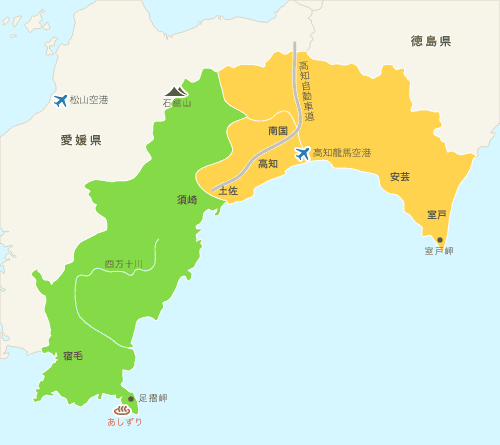 徳島県
高知自動車道
松山空港
石鎚山
愛媛県
南国
高知龍馬空港
高知
安芸
土佐
須崎
室戸
室戸岬
四万十川
宿毛
足摺岬
あしずり